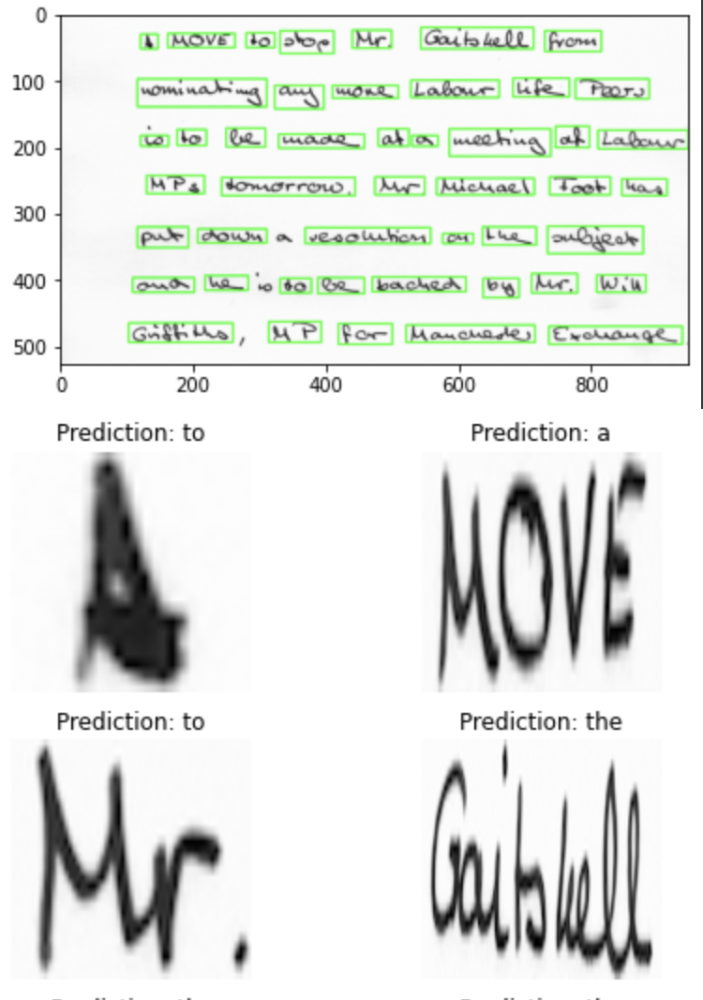 0
A MOVE to stop Mr. Gaitskell from
100
nominating any more Labour life Peers
200
is to be made at a meeting of Labour
MPs tomorrow. Mr Michael Foot has
300
put down a resolution on the subject
400
and he is to be backed by Mr. Will
Griffiths, MP for Manchester Exchange
500
0 200 400 600 800
Prediction: to Prediction: a
A MOVE
Prediction: to Prediction: the
Mr. Gaitskell